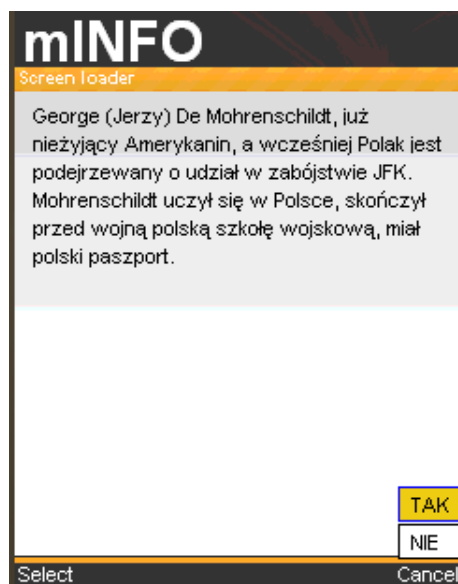 mINFO
Screen loader
George (Jerzy) De Mohrenschildt, już
nieżyjący Amerykanin, a wcześniej Polak jest
podejrzewany o udział w zabójstwie JFK.
Mohrenschildt uczył się w Polsce, skończył
przed wojną polską szkołę wojskową, miał
polski paszport.
TAK
NIE
Select Cancel